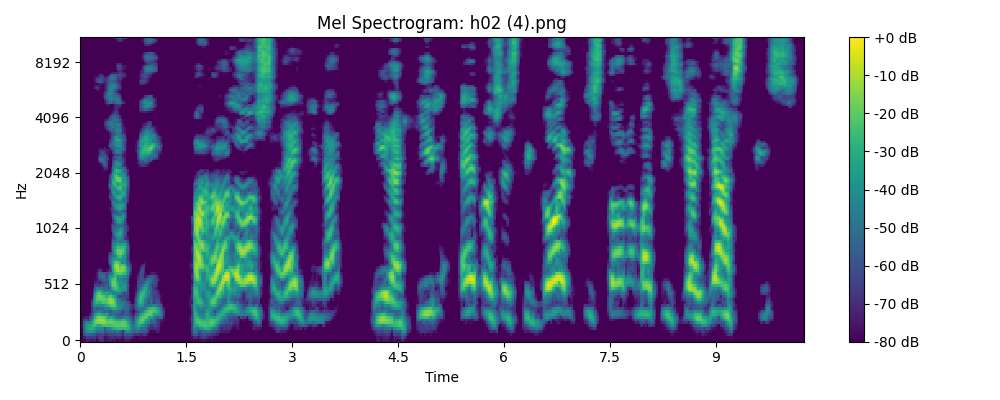 Mel Spectrogram: h02 (4).png
+0 dB
8192
-10 dB
4096
-20 dB
-30 dB
2048
-40 dB
Hz
1024
-50 dB
512
-60 dB
-70 dB
0
-80 dB
0 1.5 3 4.5 6 7.5 9
Time